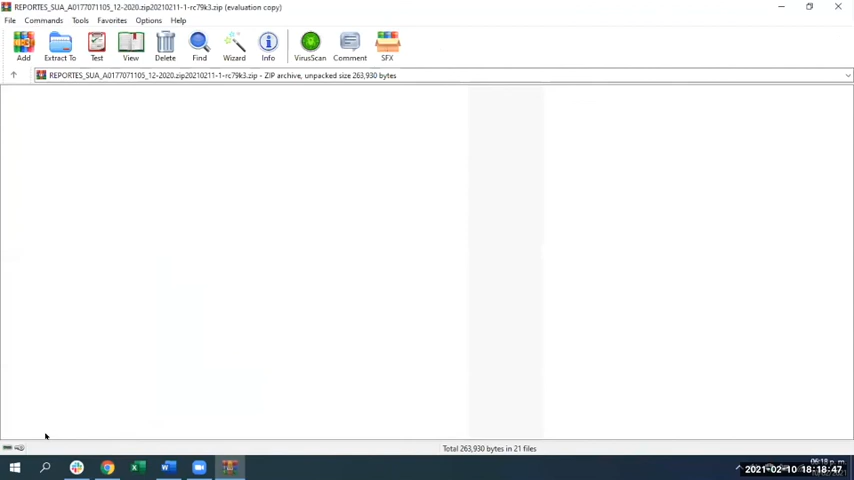 REPORTES_SUA_A0177071105_12-2020.zip20210211-1-rc79k3.zip (evaluation copy)
File Commands Tools Favorites Options Help
Add Extract To Test View Delete Find Wizard Info VirusScan Comment SFX
REPORTES_SUA_A0177071105_12-2020.zip20210211-1-rc79k3.zip - ZIP archive, unpacked size 263,930 bytes
Total 263,930 bytes in 21 files
06:18 p. m.
2021-02-10 18:18:47